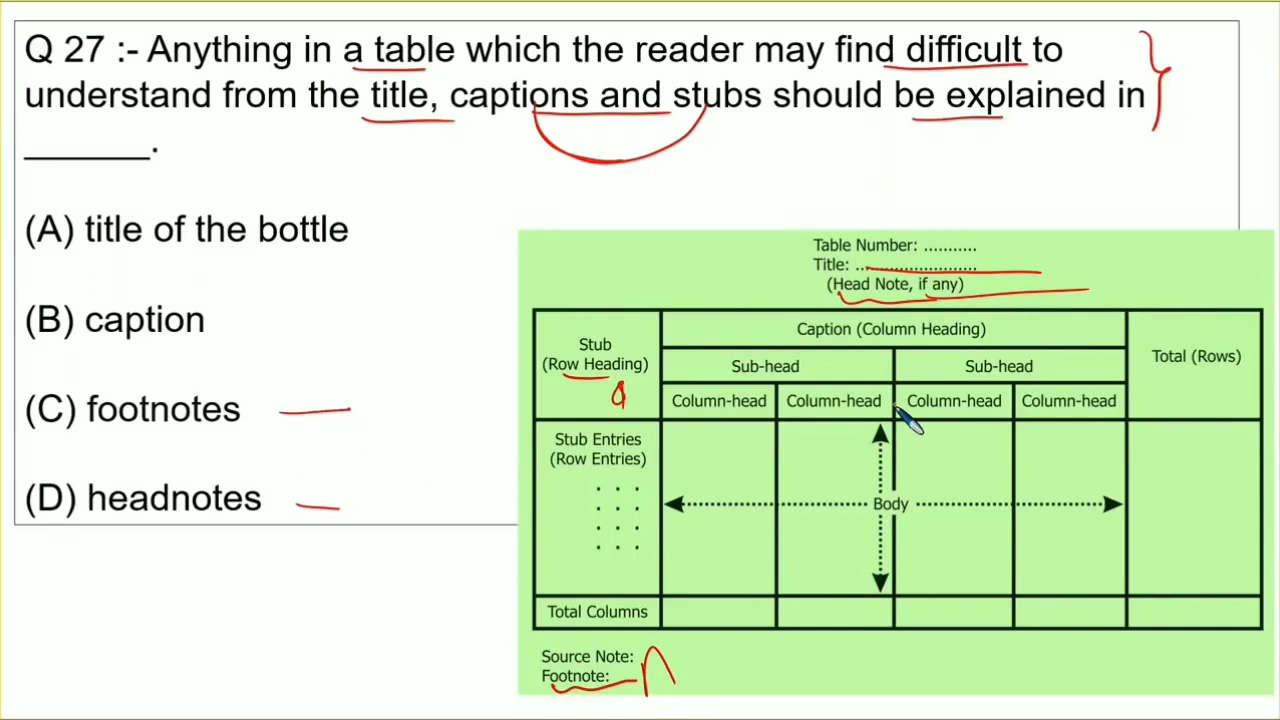 Q 27 :- Anything in a table which the reader may find difficult to
understand from the title, captions and stubs should be explained in
______.
(A) title of the bottle
(B) caption
(C) footnotes
(D) headnotes
Table Number: ...........
Title: ........................
(Head Note, if any)
Stub
(Row Heading)
Caption (Column Heading)
Total (Rows)
Sub-head
Sub-head
Column-head
Column-head
Column-head
Column-head
Stub Entries
(Row Entries)
Body
Total Columns
Source Note:
Footnote: